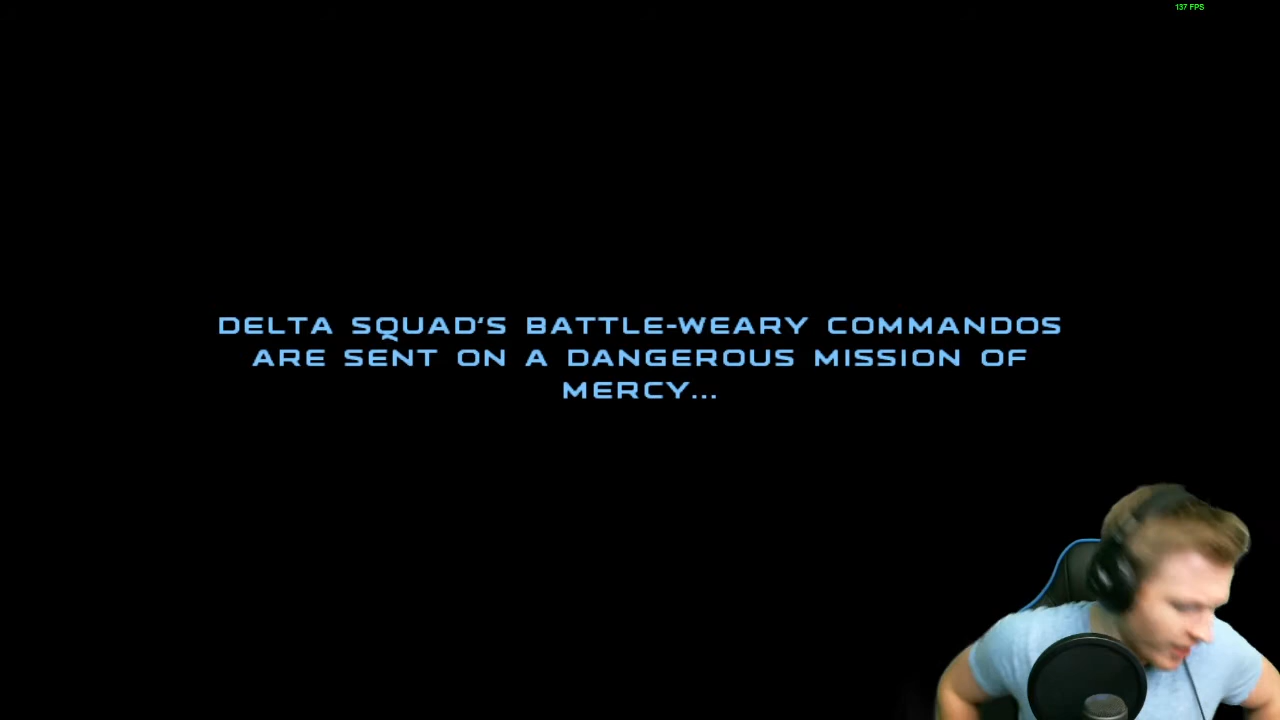 137 FPS
DELTA SQUAD'S BATTLE-WEARY COMMANDOS
ARE SENT ON A DANGEROUS MISSION OF
MERCY...